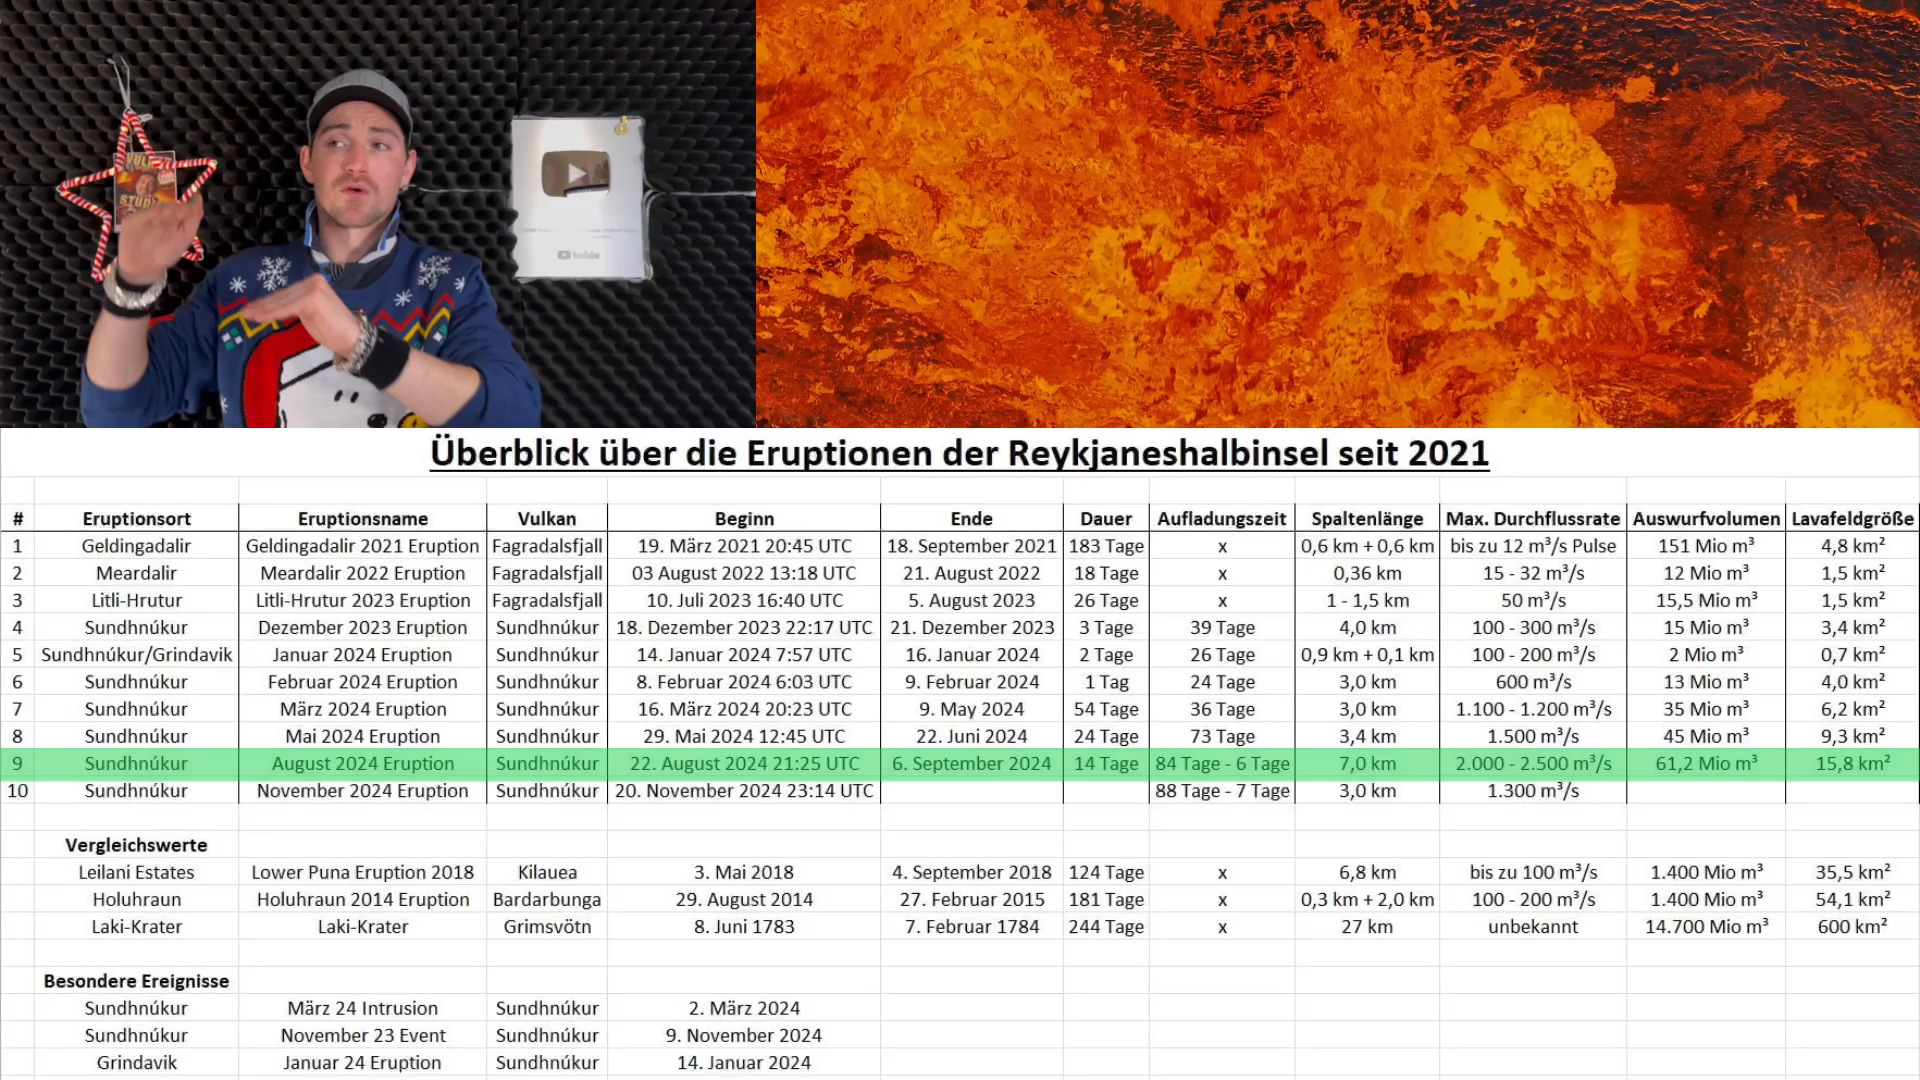 VUL
STUB
YouTube
Überblick über die Eruptionen der Reykjaneshalbinsel seit 2021
# Eruptionsort Eruptionsname Vulkan Beginn Ende Dauer Aufladungszeit Spaltenlänge Max. Durchflussrate Auswurfvolumen Lavafeldgröße
1 Geldingadalir Geldingadalir 2021 Eruption Fagradalsfjall 19. März 2021 20:45 UTC 18. September 2021 183 Tage x 0,6 km + 0,6 km bis zu 12 m³/s Pulse 151 Mio m³ 4,8 km²
2 Meardalir Meardalir 2022 Eruption Fagradalsfjall 03 August 2022 13:18 UTC 21. August 2022 18 Tage x 0,36 km 15 - 32 m³/s 12 Mio m³ 1,5 km²
3 Litli-Hrutur Litli-Hrutur 2023 Eruption Fagradalsfjall 10. Juli 2023 16:40 UTC 5. August 2023 26 Tage x 1 - 1,5 km 50 m³/s 15,5 Mio m³ 1,5 km²
4 Sundhnúkur Dezember 2023 Eruption Sundhnúkur 18. Dezember 2023 22:17 UTC 21. Dezember 2023 3 Tage 39 Tage 4,0 km 100 - 300 m³/s 15 Mio m³ 3,4 km²
5 Sundhnúkur/Grindavik Januar 2024 Eruption Sundhnúkur 14. Januar 2024 7:57 UTC 16. Januar 2024 2 Tage 26 Tage 0,9 km + 0,1 km 100 - 200 m³/s 2 Mio m³ 0,7 km²
6 Sundhnúkur Februar 2024 Eruption Sundhnúkur 8. Februar 2024 6:03 UTC 9. Februar 2024 1 Tag 24 Tage 3,0 km 600 m³/s 13 Mio m³ 4,0 km²
7 Sundhnúkur März 2024 Eruption Sundhnúkur 16. März 2024 20:23 UTC 9. May 2024 54 Tage 36 Tage 3,0 km 1.100 - 1.200 m³/s 35 Mio m³ 6,2 km²
8 Sundhnúkur Mai 2024 Eruption Sundhnúkur 29. Mai 2024 12:45 UTC 22. Juni 2024 24 Tage 73 Tage 3,4 km 1.500 m³/s 45 Mio m³ 9,3 km²
9 Sundhnúkur August 2024 Eruption Sundhnúkur 22. August 2024 21:25 UTC 6. September 2024 14 Tage 84 Tage - 6 Tage 7,0 km 2.000 - 2.500 m³/s 61,2 Mio m³ 15,8 km²
10 Sundhnúkur November 2024 Eruption Sundhnúkur 20. November 2024 23:14 UTC 88 Tage - 7 Tage 3,0 km 1.300 m³/s
Vergleichswerte
Leilani Estates Lower Puna Eruption 2018 Kilauea 3. Mai 2018 4. September 2018 124 Tage x 6,8 km bis zu 100 m³/s 1.400 Mio m³ 35,5 km²
Holuhraun Holuhraun 2014 Eruption Bardarbunga 29. August 2014 27. Februar 2015 181 Tage x 0,3 km + 2,0 km 100 - 200 m³/s 1.400 Mio m³ 54,1 km²
Laki-Krater Laki-Krater Grimsvötn 8. Juni 1783 7. Februar 1784 244 Tage x 27 km unbekannt 14.700 Mio m³ 600 km²
Besondere Ereignisse
Sundhnúkur März 24 Intrusion Sundhnúkur 2. März 2024
Sundhnúkur November 23 Event Sundhnúkur 9. November 2024
Grindavik Januar 24 Eruption Sundhnúkur 14. Januar 2024